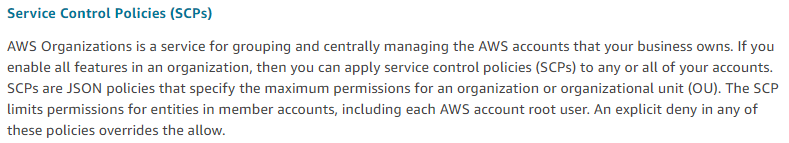 Service Control Policies (SCPs)
AWS Organizations is a service for grouping and centrally managing the AWS accounts that your business owns. If you
enable all features in an organization, then you can apply service control policies (SCPs) to any or all of your accounts.
SCPs are JSON policies that specify the maximum permissions for an organization or organizational unit (OU). The SCP
limits permissions for entities in member accounts, including each AWS account root user. An explicit deny in any of
these policies overrides the allow.